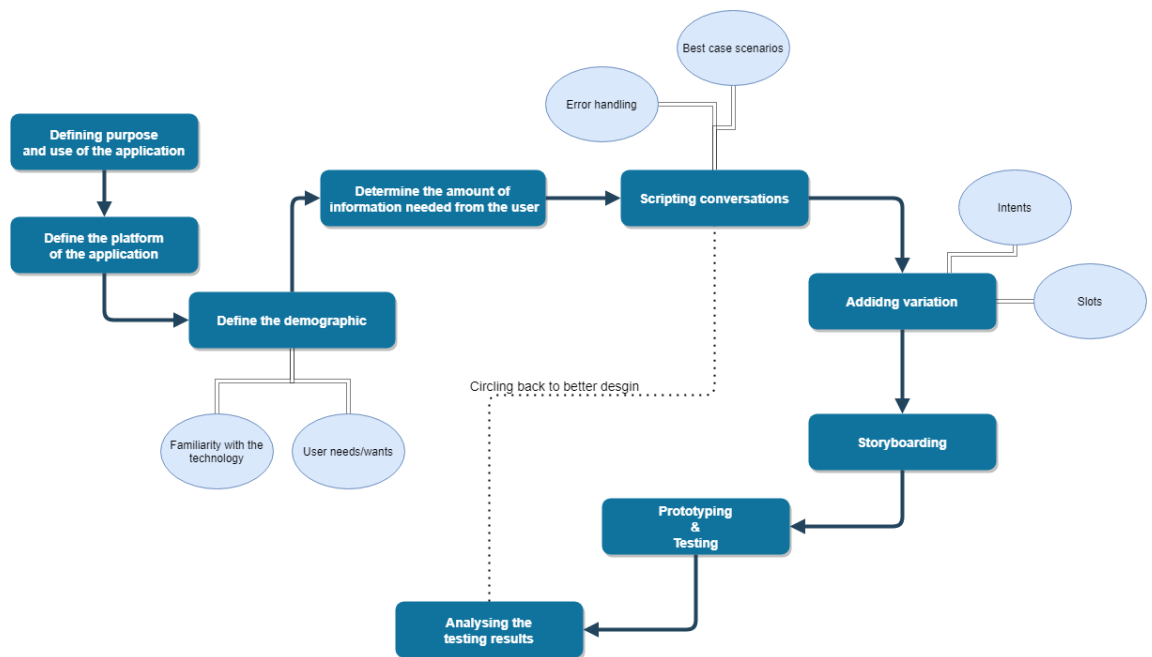 Best case scenarios
Error handling
Defining purpose
and use of the application
Determine the amount of
information needed from the user
Scripting conversations
Intents
Define the platform
of the application
Addidng variation
Slots
Define the demographic
Circling back to better desgin
Familiarity with the
technology
User needs/wants
Storyboarding
Prototyping
&
Testing
Analysing the
testing results